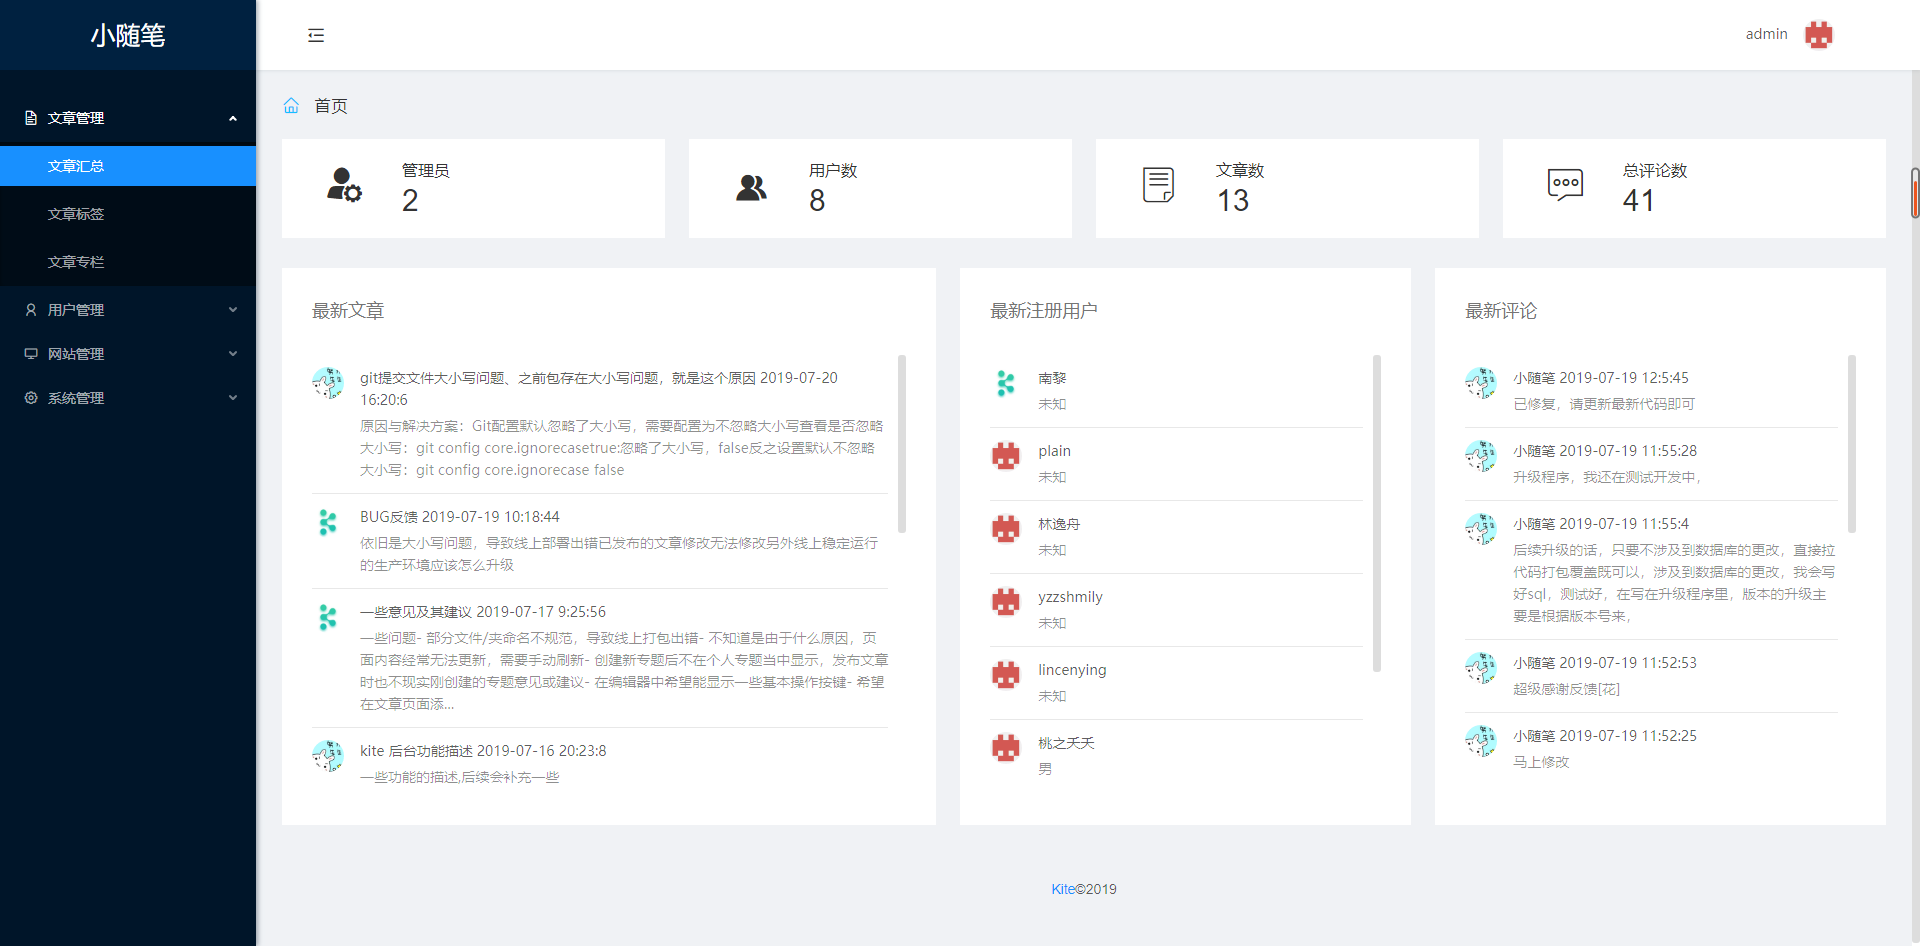 小随笔
admin
文章管理
文章汇总
文章标签
文章专栏
用户管理
网站管理
系统管理
首页
管理员
2
用户数
8
文章数
13
总评论数
41
最新文章
git提交文件大小写问题、之前包存在大小写问题，就是这个原因 2019-07-20
16:20:6
原因与解决方案：Git配置默认忽略了大小写，需要配置为不忽略大小写查看是否忽略
大小写：git config core.ignorecasetrue:忽略了大小写，false反之设置默认不忽略
大小写：git config core.ignorecase false
BUG反馈 2019-07-19 10:18:44
依旧是大小写问题，导致线上部署出错已发布的文章修改无法修改另外线上稳定运行
的生产环境应该怎么升级
一些意见及其建议 2019-07-17 9:25:56
一些问题- 部分文件/夹命名不规范，导致线上打包出错- 不知道是由于什么原因，页
面内容经常无法更新，需要手动刷新- 创建新专题后不在个人专题当中显示，发布文章
时也不现实刚创建的专题意见或建议- 在编辑器中希望能显示一些基本操作按键- 希望
在文章页面添...
kite 后台功能描述 2019-07-16 20:23:8
一些功能的描述,后续会补充一些
最新注册用户
南黎
未知
plain
未知
林逸舟
未知
yzzshmily
未知
lincenying
未知
桃之夭夭
男
最新评论
小随笔 2019-07-19 12:5:45
已修复，请更新最新代码即可
小随笔 2019-07-19 11:55:28
升级程序，我还在测试开发中，
小随笔 2019-07-19 11:55:4
后续升级的话，只要不涉及到数据库的更改，直接拉
代码打包覆盖既可以，涉及到数据库的更改，我会写
好sql，测试好，在写在升级程序里，版本的升级主
要是根据版本号来，
小随笔 2019-07-19 11:52:53
超级感谢反馈[花]
小随笔 2019-07-19 11:52:25
马上修改
Kite©2019